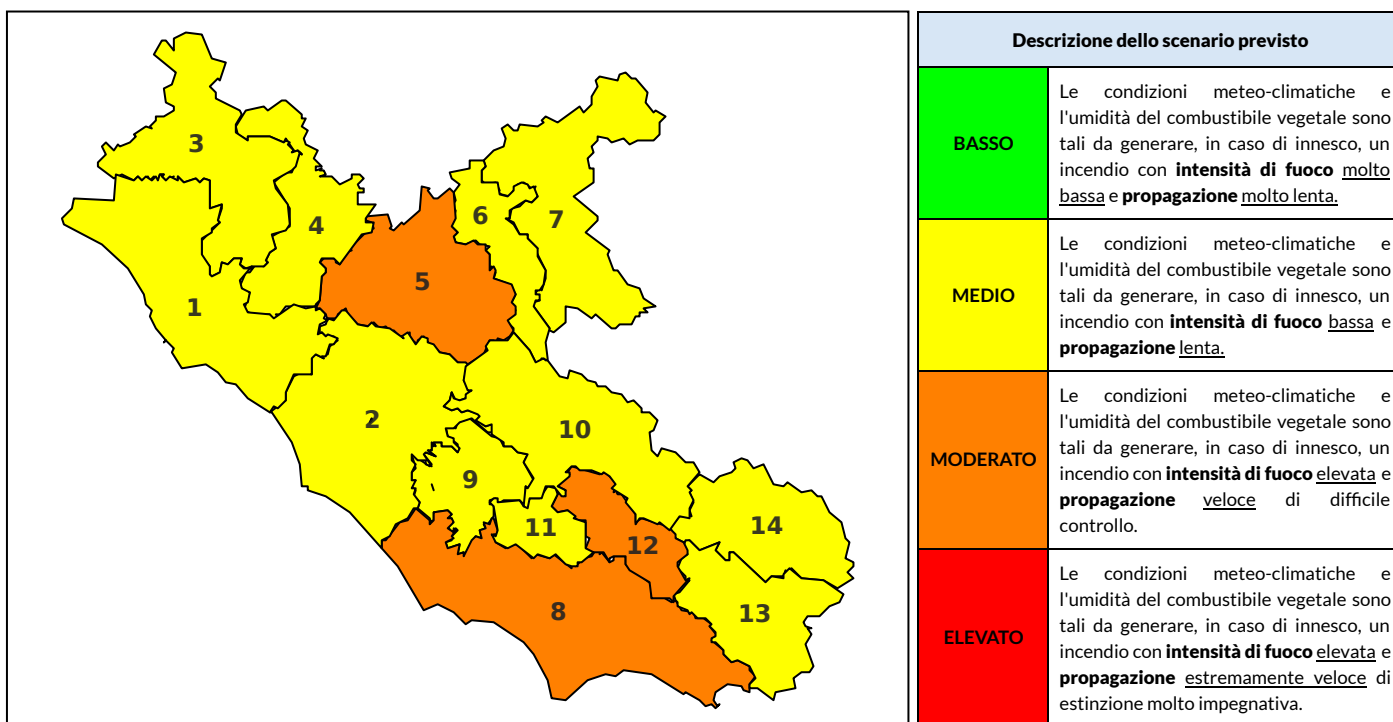 3
4
6
7
5
1
2
10
9
14
11
12
8
13
Descrizione dello scenario previsto
BASSO
Le condizioni meteo-climatiche e
l'umidità del combustibile vegetale sono
tali da generare, in caso di innesco, un
incendio con intensità di fuoco molto
bassa e propagazione molto lenta.
MEDIO
Le condizioni meteo-climatiche e
l'umidità del combustibile vegetale sono
tali da generare, in caso di innesco, un
incendio con intensità di fuoco bassa e
propagazione lenta.
MODERATO
Le condizioni meteo-climatiche e
l'umidità del combustibile vegetale sono
tali da generare, in caso di innesco, un
incendio con intensità di fuoco elevata e
propagazione veloce di difficile
controllo.
ELEVATO
Le condizioni meteo-climatiche e
l'umidità del combustibile vegetale sono
tali da generare, in caso di innesco, un
incendio con intensità di fuoco elevata e
propagazione estremamente veloce di
estinzione molto impegnativa.